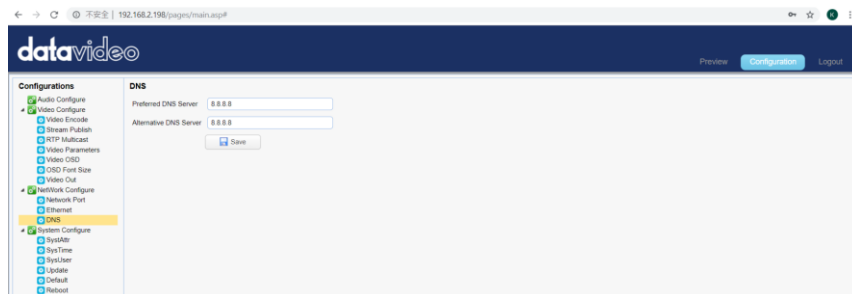 不安全 | 192.168.2.198/pages/main.asp#
datavideo
Preview
Configuration
Logout
Configurations
Audio Configure
Video Configure
Video Encode
Stream Publish
RTP Multicast
Video Parameters
Video OSD
OSD Font Size
Video Out
NetWork Configure
Network Port
Ethernet
DNS
System Configure
SystAttr
SysTime
SysUser
Update
Default
Reboot
DNS
Preferred DNS Server 8.8.8.8
Alternative DNS Server 8.8.8.8
Save
K